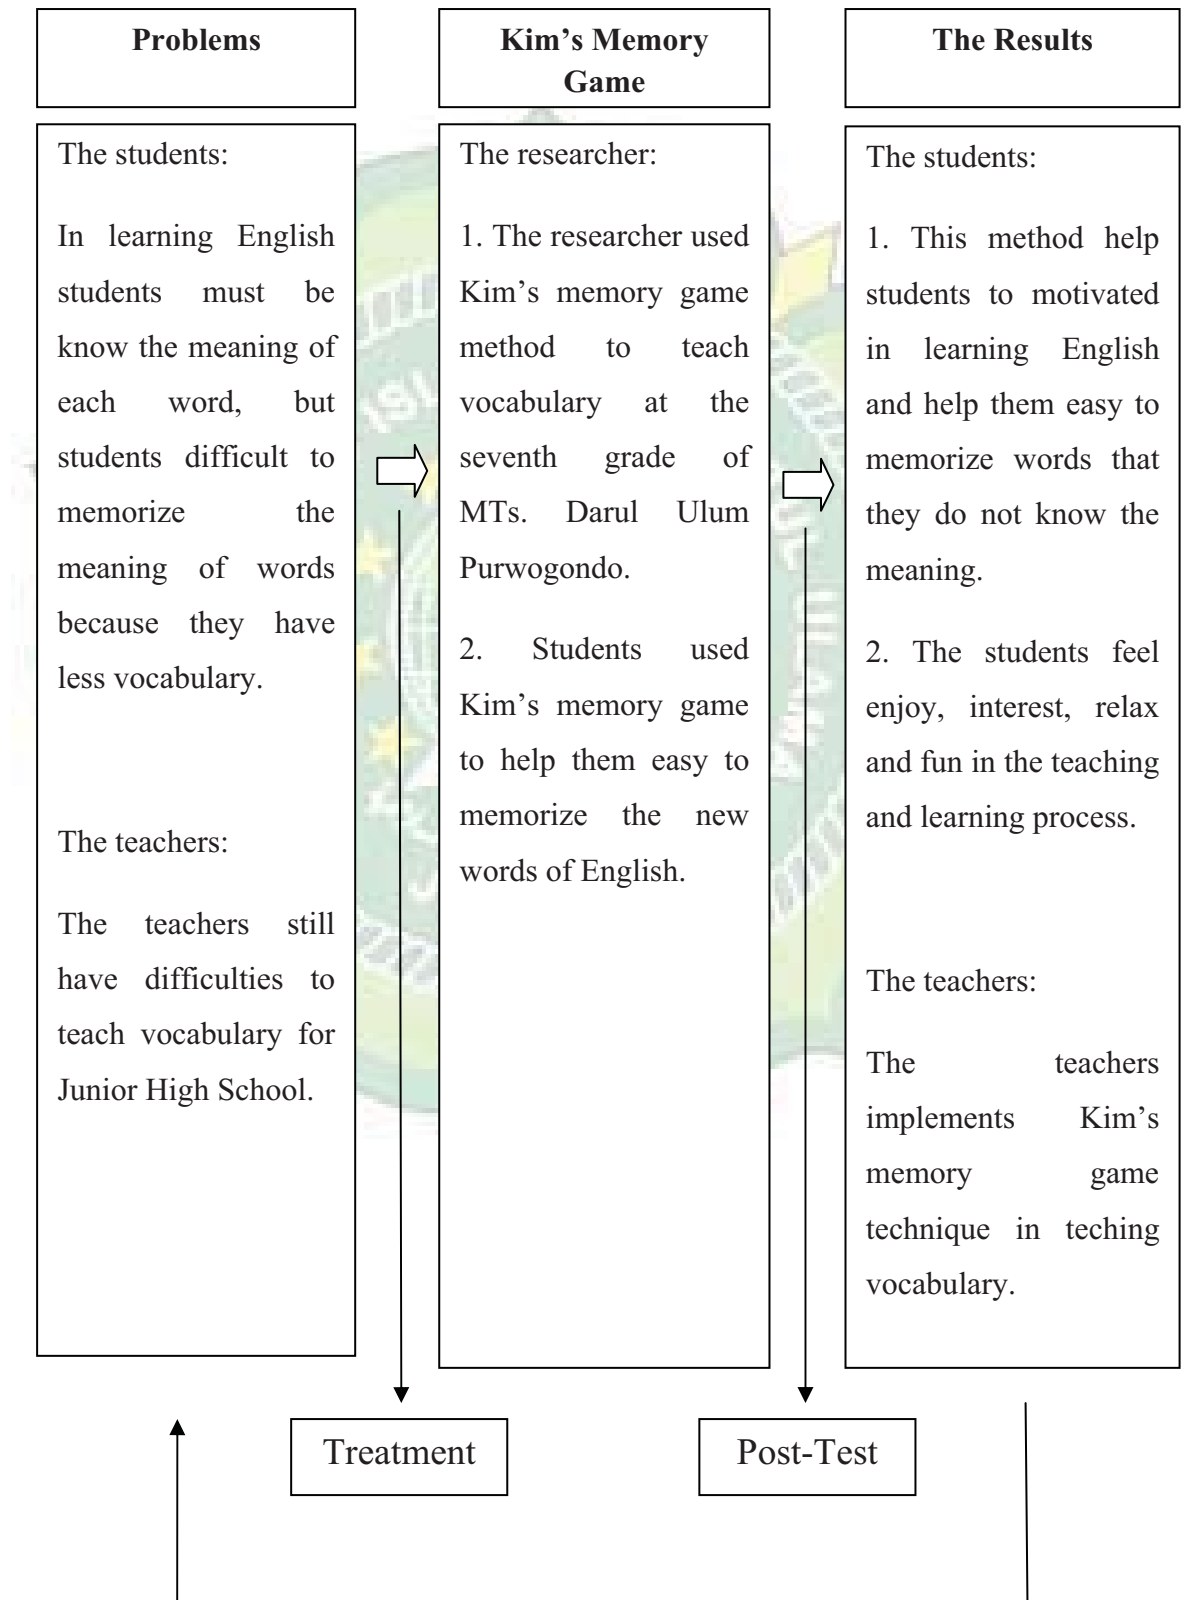 Problems
The students:
In learning English
students must be
know the meaning of
each word, but
students difficult to
memorize the
meaning of words
because they have
less vocabulary.
The teachers:
The teachers still
have difficulties to
teach vocabulary for
Junior High School.
Kim’s Memory
Game
The researcher:
1. The researcher used
Kim’s memory game
method to teach
vocabulary at the
seventh grade of
MTs. Darul Ulum
Purwogondo.
2. Students used
Kim’s memory game
to help them easy to
memorize the new
words of English.
The Results
The students:
1. This method help
students to motivated
in learning English
and help them easy to
memorize words that
they do not know the
meaning.
2. The students feel
enjoy, interest, relax
and fun in the teaching
and learning process.
The teachers:
The teachers
implements Kim’s
memory game
technique in teching
vocabulary.
Treatment
Post-Test